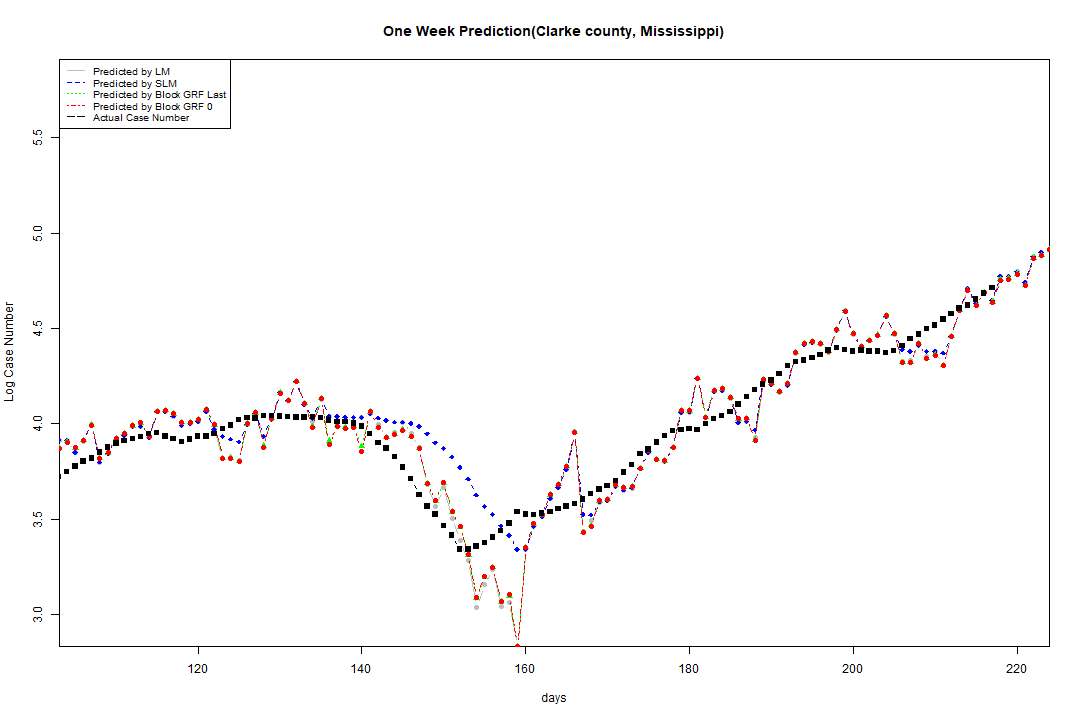 One Week Prediction(Clarke county, Mississippi)
Predicted by LM
Predicted by SLM
Predicted by Block GRF Last
Predicted by Block GRF 0
Actual Case Number
5.5
5.0
4.5
4.0
3.5
3.0
Log Case Number
120 140 160 180 200 220
days